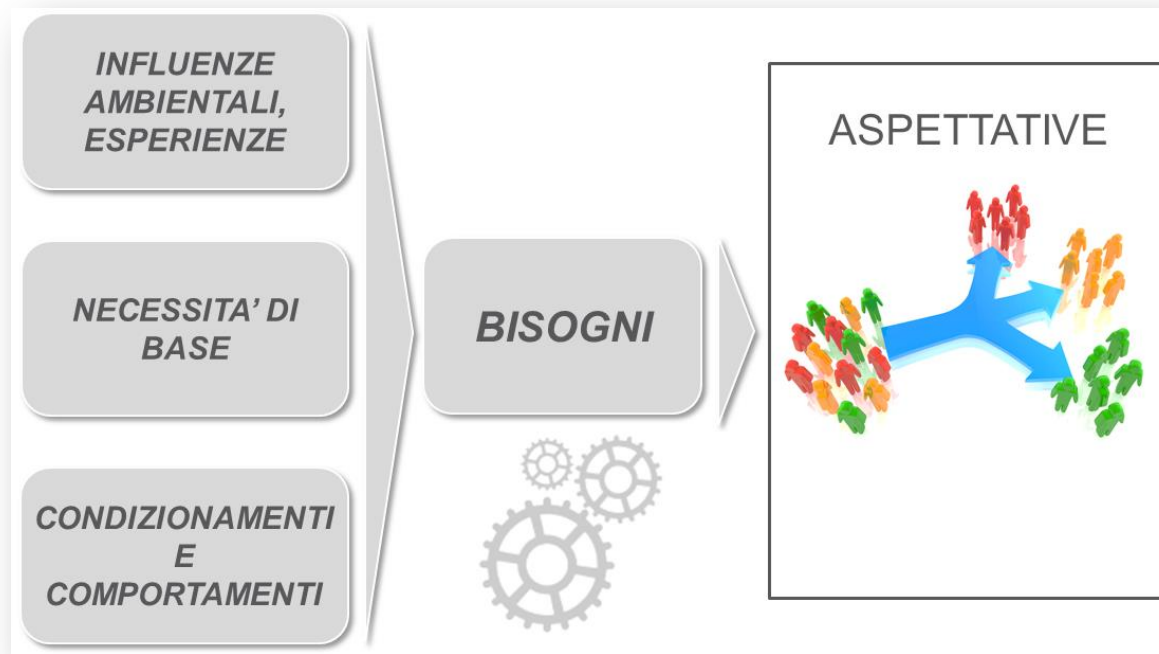 INFLUENZE
AMBIENTALI,
ESPERIENZE
NECESSITA’ DI
BASE
CONDIZIONAMENTI
E
COMPORTAMENTI
BISOGNI
ASPETTATIVE